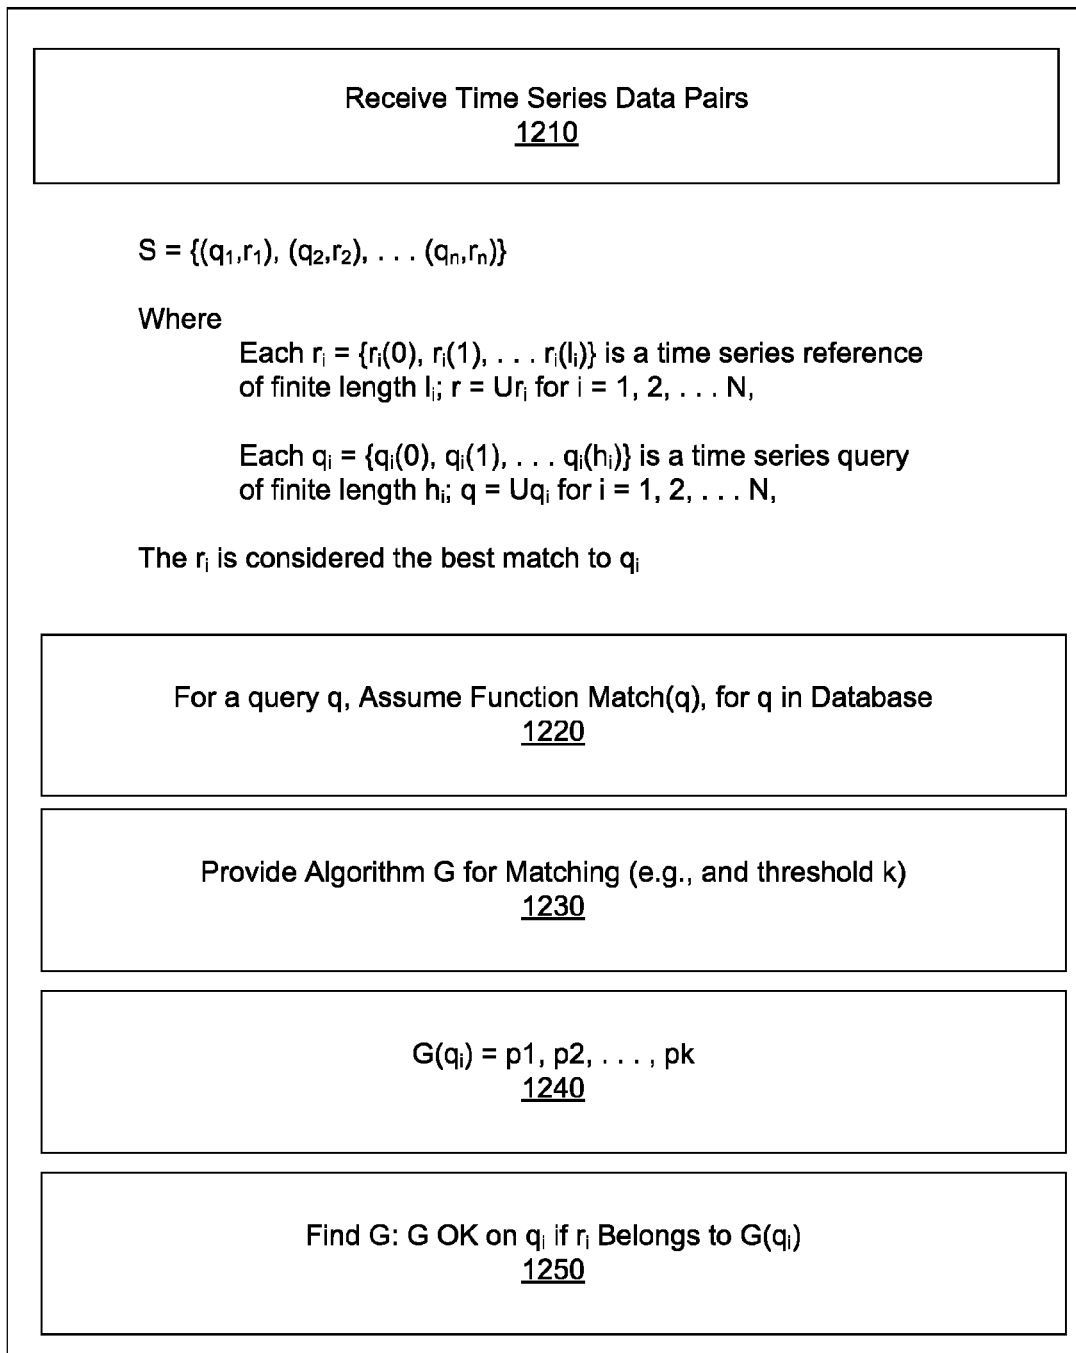 Receive Time Series Data Pairs
1210
S = {(q₁,r₁), (q₂,r₂), . . . (qₙ,rₙ)}
Where
Each rᵢ = {rᵢ(0), rᵢ(1), . . . rᵢ(lᵢ)} is a time series reference
of finite length lᵢ; r = Urᵢ for i = 1, 2, . . . N,
Each qᵢ = {qᵢ(0), qᵢ(1), . . . qᵢ(hᵢ)} is a time series query
of finite length hᵢ; q = Uqᵢ for i = 1, 2, . . . N,
The rᵢ is considered the best match to qᵢ
For a query q, Assume Function Match(q), for q in Database
1220
Provide Algorithm G for Matching (e.g., and threshold k)
1230
G(qᵢ) = p1, p2, . . . , pk
1240
Find G: G OK on qᵢ if rᵢ Belongs to G(qᵢ)
1250